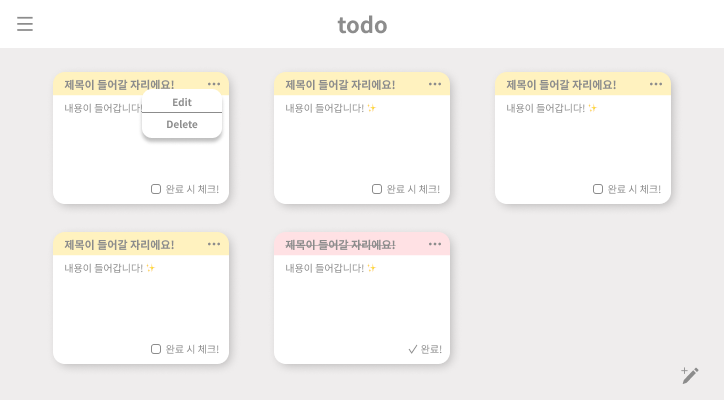 todo
제목이 들어갈 자리에요!
내용이 들어갑니다!
Edit
Delete
완료 시 체크!
제목이 들어갈 자리에요!
내용이 들어갑니다! ✨
완료 시 체크!
제목이 들어갈 자리에요!
내용이 들어갑니다! ✨
완료 시 체크!
제목이 들어갈 자리에요!
내용이 들어갑니다! ✨
완료 시 체크!
제목이 들어갈 자리에요!
내용이 들어갑니다! ✨
완료!